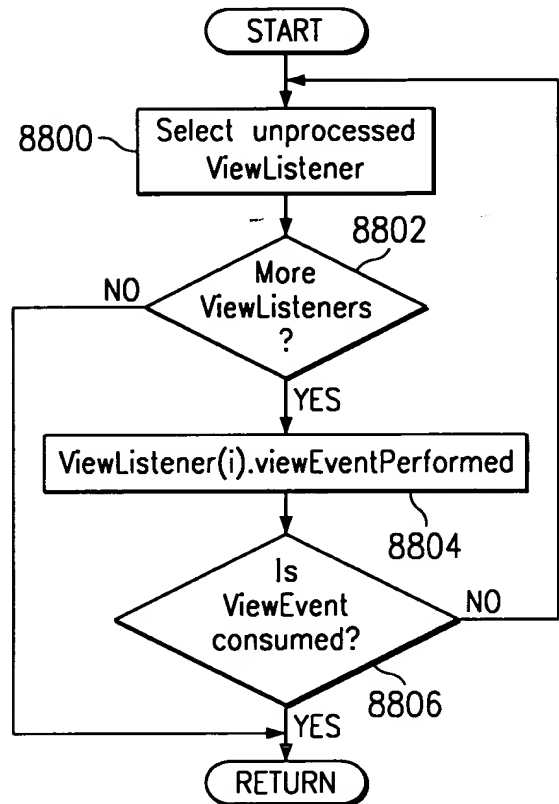 START
8800
Select unprocessed
ViewListener
8802
More
ViewListeners
?
NO
YES
ViewListener(i).viewEventPerformed
8804
Is
ViewEvent
consumed?
NO
8806
YES
RETURN